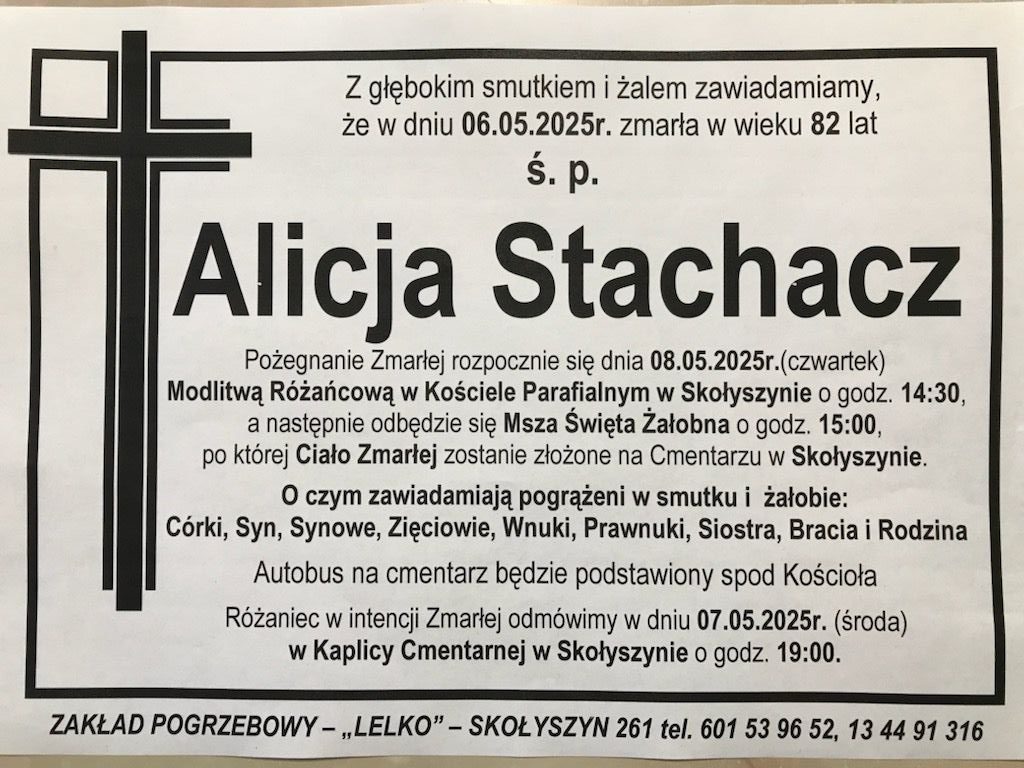 Z głębokim smutkiem i żalem zawiadamiamy,
że w dniu 06.05.2025r. zmarła w wieku 82 lat
ś. p.
Alicja Stachacz
Pożegnanie Zmarłej rozpocznie się dnia 08.05.2025r.(czwartek)
Modlitwą Różańcową w Kościele Parafialnym w Skołyszynie o godz. 14:30,
a następnie odbędzie się Msza Święta Żałobna o godz. 15:00,
po której Ciało Zmarłej zostanie złożone na Cmentarzu w Skołyszynie.
O czym zawiadamiają pogrążeni w smutku i żałobie:
Córki, Syn, Synowe, Zięciowie, Wnuki, Prawnuki, Siostra, Bracia i Rodzina
Autobus na cmentarz będzie podstawiony spod Kościoła
Różaniec w intencji Zmarłej odmówimy w dniu 07.05.2025r. (środa)
w Kaplicy Cmentarnej w Skołyszynie o godz. 19:00.
ZAKŁAD POGRZEBOWY – „LELKO” – SKOŁYSZYN 261 tel. 601 53 96 52, 13 44 91 316